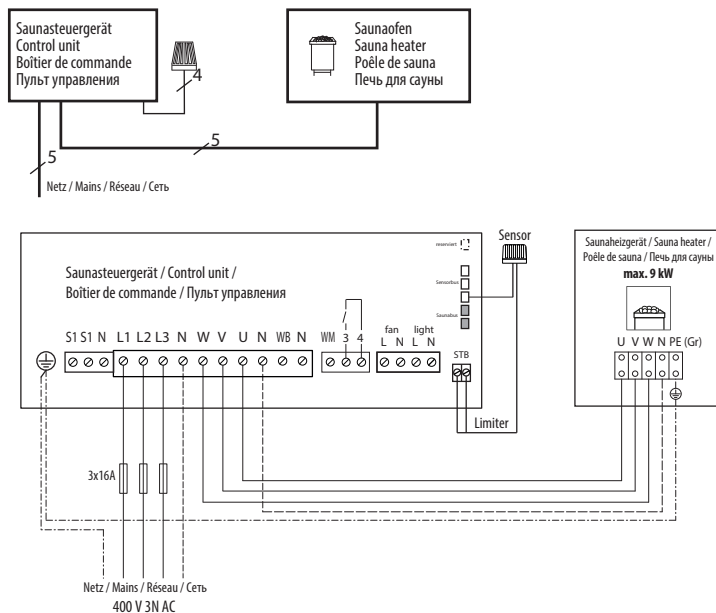 Saunasteuergerät
Control unit
Boîtier de commande
Пульт управления
4
Saunaofen
Sauna heater
Poêle de sauna
Печь для сауны
5
5
Netz / Mains / Réseau / Сеть
Saunasteuergerät / Control unit /
Boîtier de commande / Пульт управления
reserviert
Sensorbus
Saunabus
Sensor
S1 S1 N L1 L2 L3 N W V U N WB N
WM 3 4
fan light
L N L N
STB
Limiter
Saunaheizgerät / Sauna heater /
Poêle de sauna / Печь для сауны
max. 9 kW
U V W N PE (Gr)
3x16A
Netz / Mains / Réseau / Сеть
400 V 3N AC